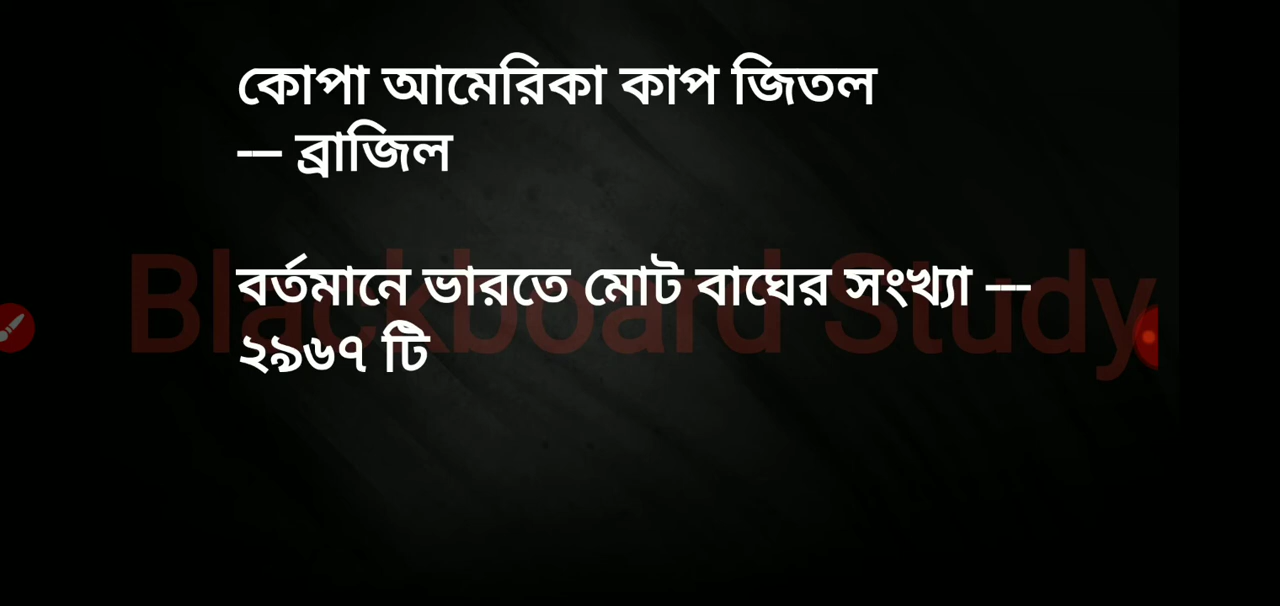 কোপা আমেরিকা কাপ জিতল
--- ব্রাজিল
Blackboard Study
বর্তমানে ভারতে মোট বাঘের সংখ্যা ---
২৯৬৭ টি